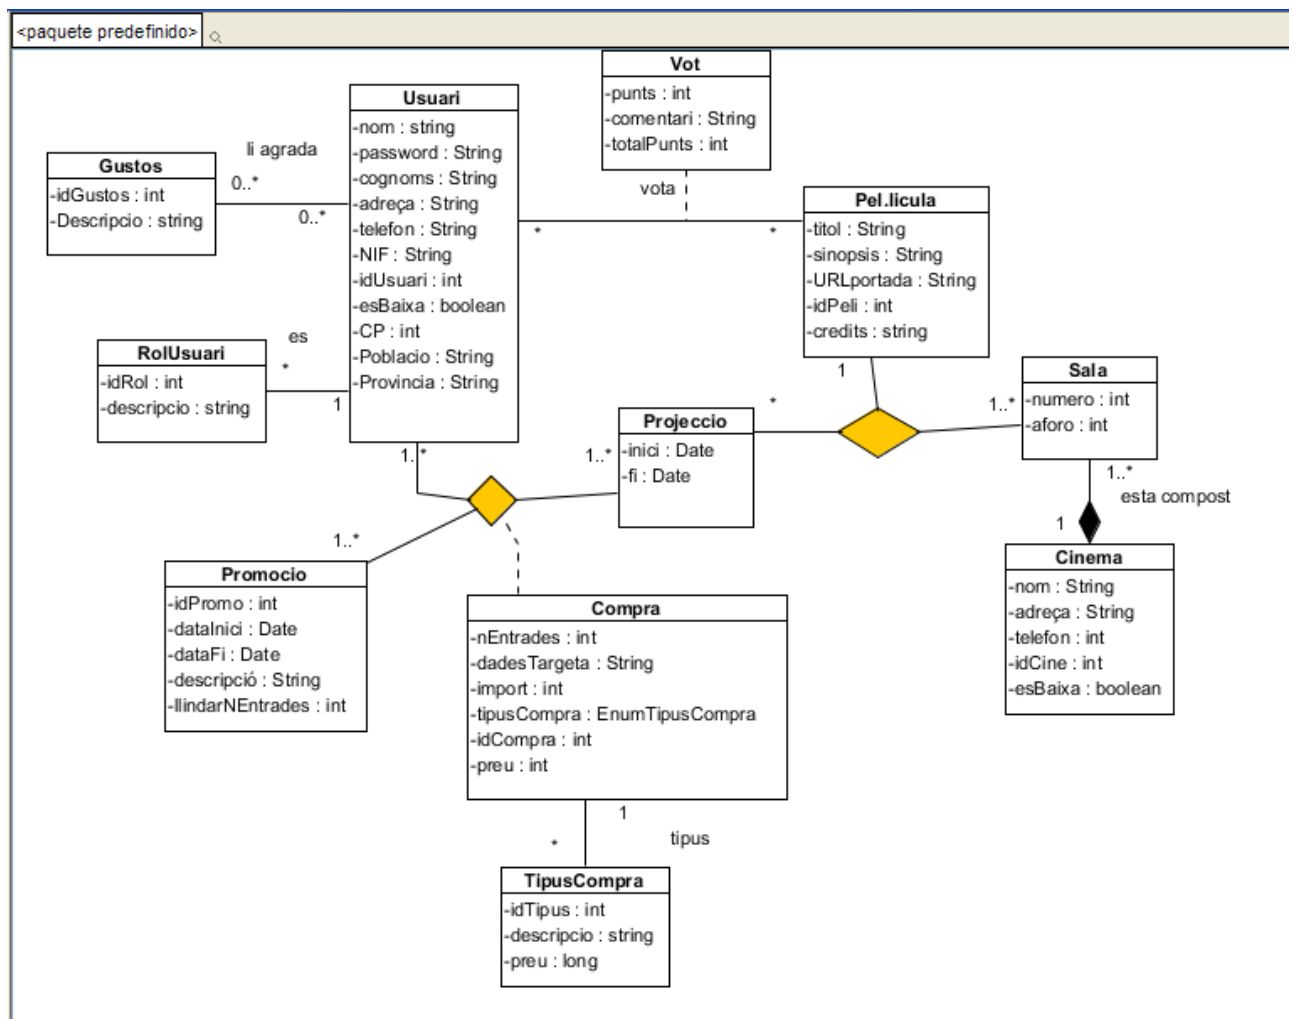 <paquete predefinido>
Vot
-punts : int
-comentari : String
-totalPunts : int
Usuari
-nom : string
-password : String
-cognoms : String
-adreça : String
-telefon : String
-NIF : String
-idUsuari : int
-esBaixa : boolean
-CP : int
-Poblacio : String
-Provincia : String
li agrada
0..*
0..*
Gustos
-idGustos : int
-Descripcio : string
vota
*
*
Pel.licula
-titol : String
-sinopsis : String
-URLportada : String
-idPeli : int
-credits : string
es
*
1
RolUsuari
-idRol : int
-descripcio : string
1
*
1..*
Sala
-numero : int
-aforo : int
Projeccio
-inici : Date
-fi : Date
1..*
1..*
1..*
1..*
esta compost
1
Cinema
-nom : String
-adreça : String
-telefon : int
-idCine : int
-esBaixa : boolean
Promocio
-idPromo : int
-dataInici : Date
-dataFi : Date
-descripció : String
-llindarNEntrades : int
Compra
-nEntrades : int
-dadesTargeta : String
-import : int
-tipusCompra : EnumTipusCompra
-idCompra : int
-preu : int
1
*
tipus
TipusCompra
-idTipus : int
-descripcio : string
-preu : long